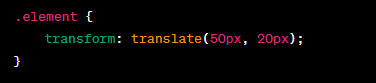 .element {
    transform: translate(50px, 20px);
}